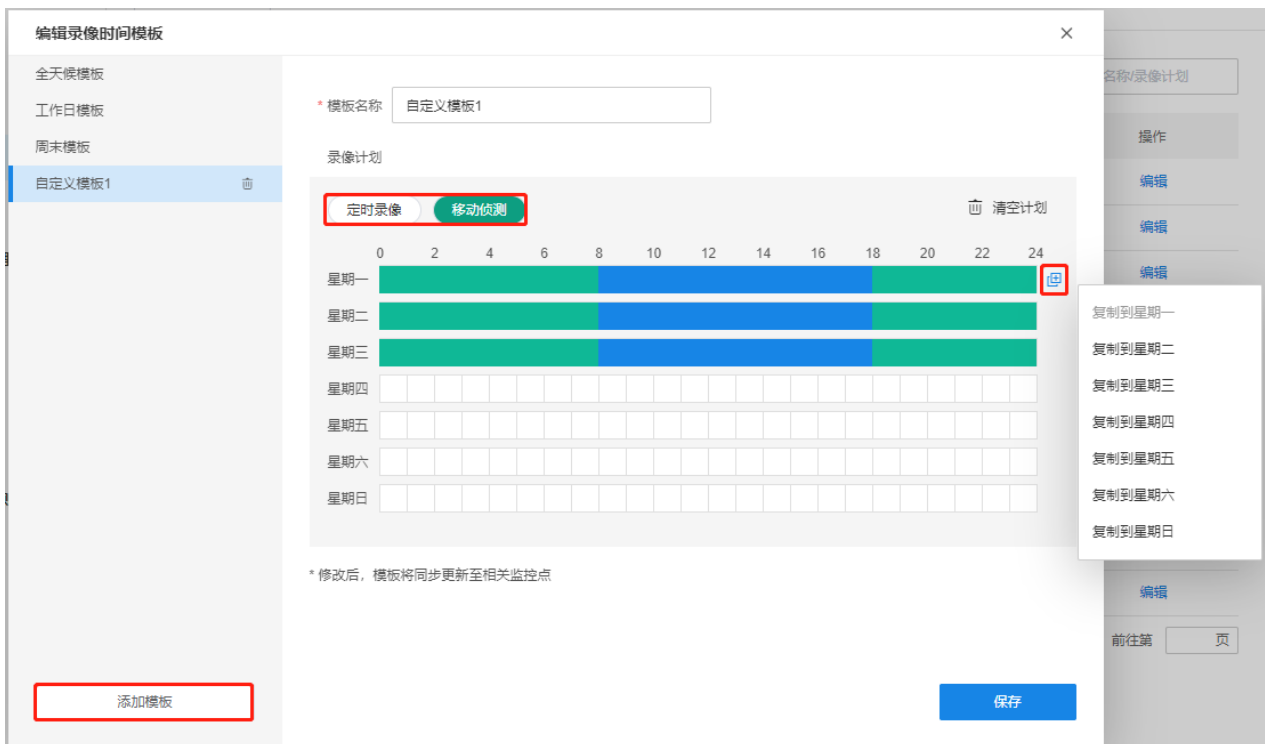 编辑录像时间模板
全天候模板
工作日模板
周末模板
自定义模板1
添加模板
* 模板名称 自定义模板1
录像计划
定时录像 移动侦测 清空计划
0 2 4 6 8 10 12 14 16 18 20 22 24
星期一
星期二
星期三
星期四
星期五
星期六
星期日
* 修改后，模板将同步更新至相关监控点
保存
复制到星期一
复制到星期二
复制到星期三
复制到星期四
复制到星期五
复制到星期六
复制到星期日
名称/录像计划
操作
编辑
编辑
编辑
编辑
前往第 页